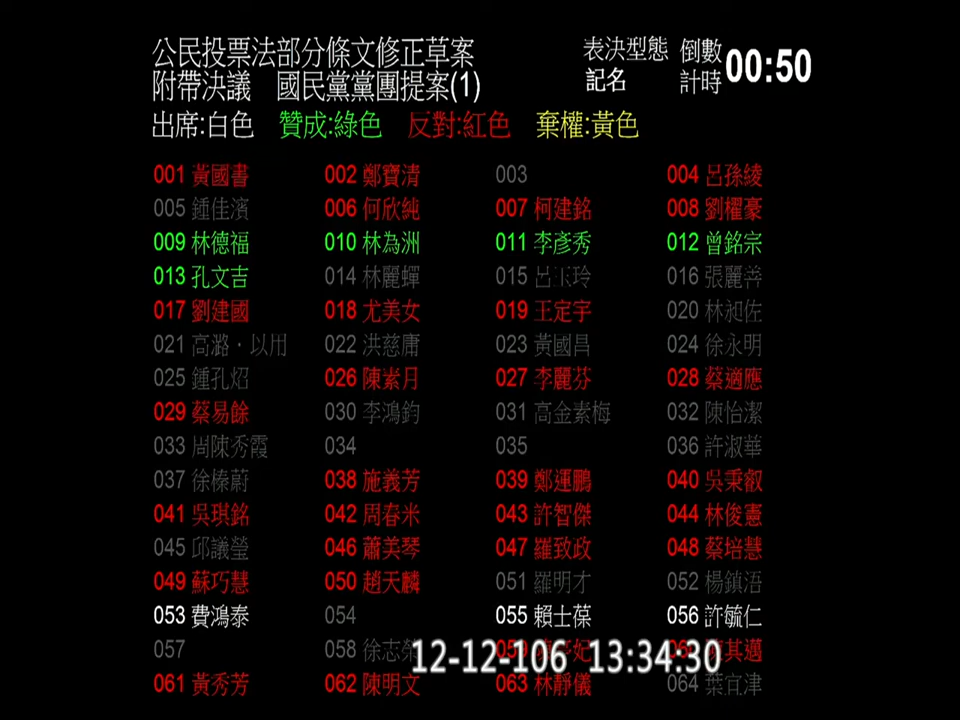 公民投票法部分條文修正草案
附帶決議 國民黨黨團提案(1)
表決型態 記名
倒數計時 00:50
出席:白色 贊成:綠色 反對:紅色 棄權:黃色
001 黃國書 002 鄭寶清 003 004 呂孫綾
005 鍾佳濱 006 何欣純 007 柯建銘 008 劉櫂豪
009 林德福 010 林為洲 011 李彥秀 012 曾銘宗
013 孔文吉 014 林麗蟬 015 呂玉玲 016 張麗善
017 劉建國 018 尤美女 019 王定宇 020 林昶佐
021 高潞・以用 022 洪慈庸 023 黃國昌 024 徐永明
025 鍾孔炤 026 陳素月 027 李麗芬 028 蔡適應
029 蔡易餘 030 李鴻鈞 031 高金素梅 032 陳怡潔
033 周陳秀霞 034 035 036 許淑華
037 徐榛蔚 038 施義芳 039 鄭運鵬 040 吳秉叡
041 吳琪銘 042 周春米 043 許智傑 044 林俊憲
045 邱議瑩 046 蕭美琴 047 羅致政 048 蔡培慧
049 蘇巧慧 050 趙天麟 051 羅明才 052 楊鎮浯
053 費鴻泰 054 055 賴士葆 056 許毓仁
057 058 徐志榮 059 其邁
12-12-106 13:34:30
061 黃秀芳 062 陳明文 063 林靜儀 064 葉宜津